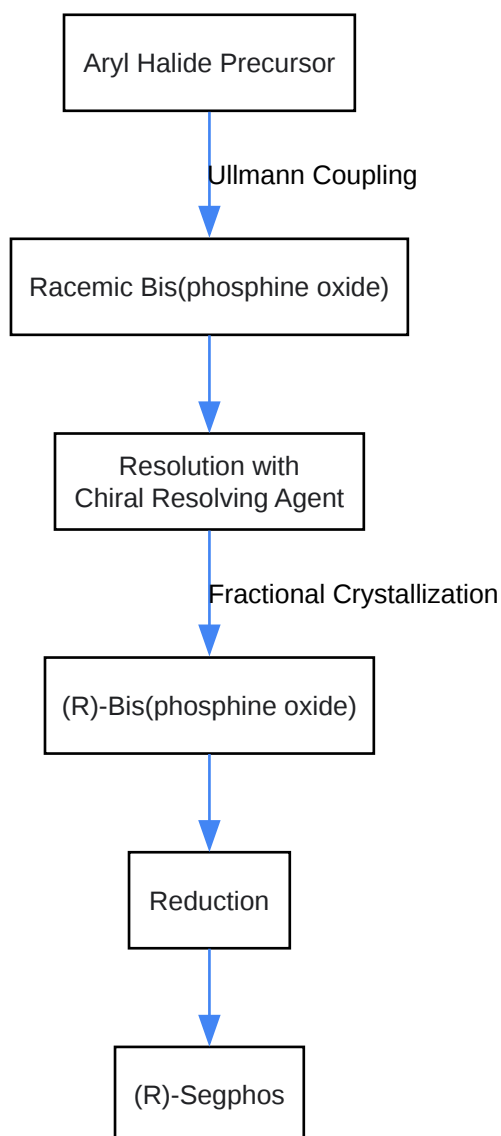 Aryl Halide Precursor
Ullmann Coupling
Racemic Bis(phosphine oxide)
Resolution with
Chiral Resolving Agent
Fractional Crystallization
(R)-Bis(phosphine oxide)
Reduction
(R)-Segphos